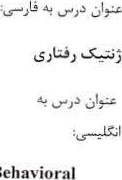 عنوان درس به فارسی:
ژنتیک رفتاری
عنوان درس به
انگلیسی:
Behavioral